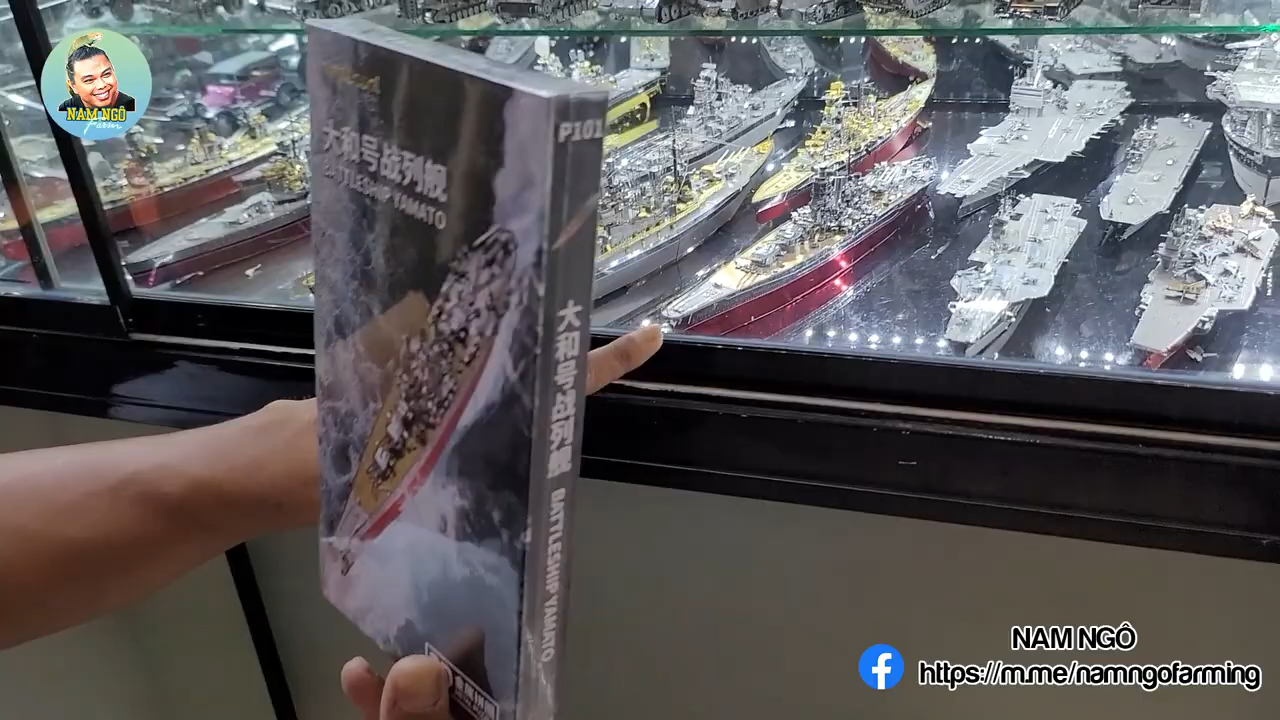 NAM NGÔ
Farm
P101
大和号战列舰
BATTLESHIP YAMATO
大和号战列舰 BATTLESHIP YAMATO
NAM NGÔ
https://m.me/namngofarming